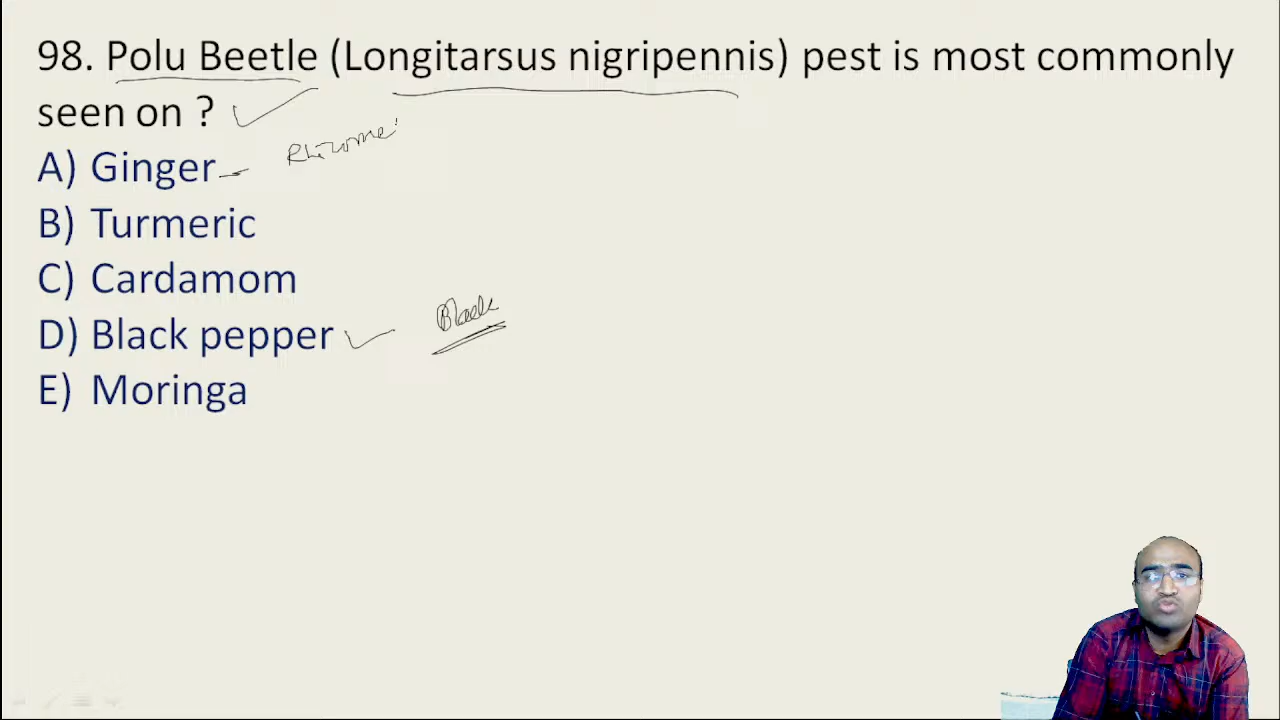 98. Polu Beetle (Longitarsus nigripennis) pest is most commonly
seen on ?
Rhizome
A) Ginger
B) Turmeric
C) Cardamom
Black
D) Black pepper
E) Moringa